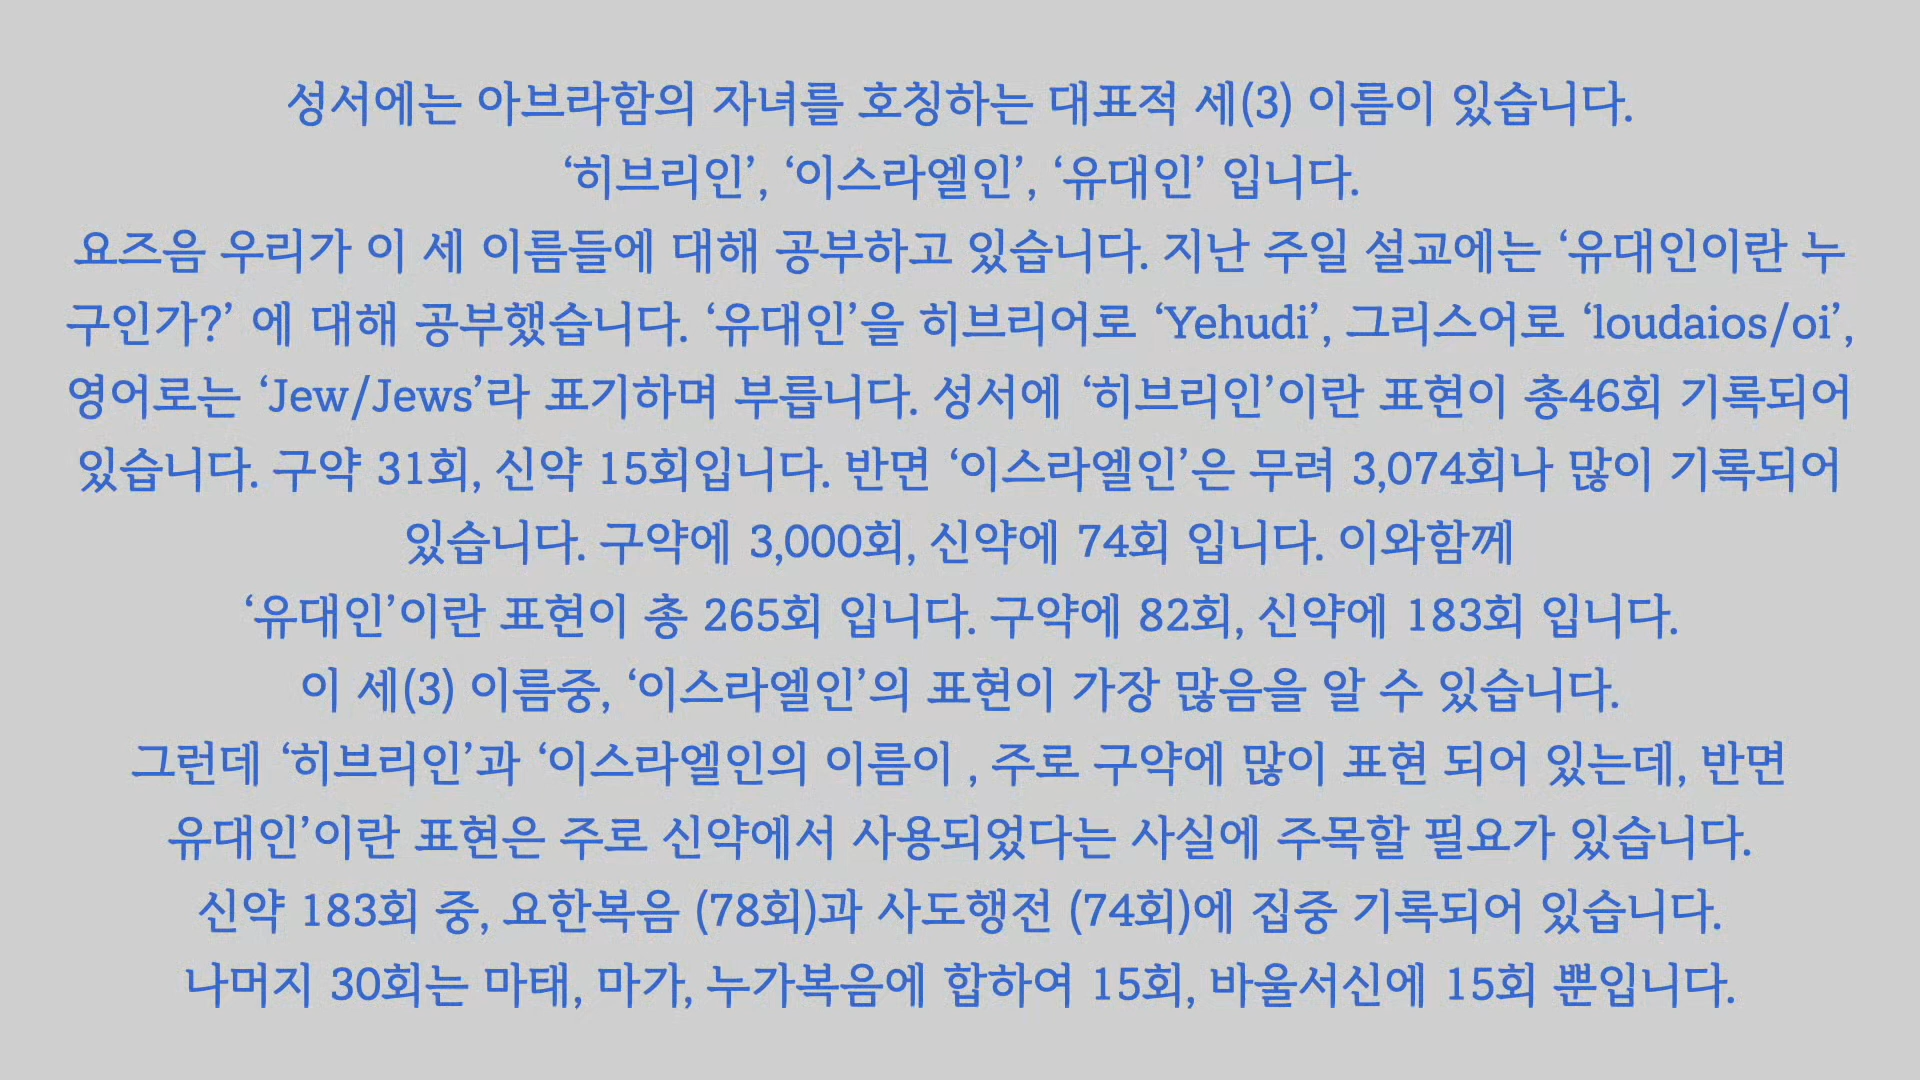 성서에는 아브라함의 자녀를 호칭하는 대표적 세(3) 이름이 있습니다.
‘히브리인’, ‘이스라엘인’, ‘유대인’ 입니다.
요즈음 우리가 이 세 이름들에 대해 공부하고 있습니다. 지난 주일 설교에는 ‘유대인이란 누
구인가?’ 에 대해 공부했습니다. ‘유대인’을 히브리어로 ‘Yehudi’, 그리스어로 ‘loudaios/oi’,
영어로는 ‘Jew/Jews’라 표기하며 부릅니다. 성서에 ‘히브리인’이란 표현이 총46회 기록되어
있습니다. 구약 31회, 신약 15회입니다. 반면 ‘이스라엘인’은 무려 3,074회나 많이 기록되어
있습니다. 구약에 3,000회, 신약에 74회 입니다. 이와함께
‘유대인’이란 표현이 총 265회 입니다. 구약에 82회, 신약에 183회 입니다.
이 세(3) 이름중, ‘이스라엘인’의 표현이 가장 많음을 알 수 있습니다.
그런데 ‘히브리인’과 ‘이스라엘인의 이름이 , 주로 구약에 많이 표현 되어 있는데, 반면
유대인’이란 표현은 주로 신약에서 사용되었다는 사실에 주목할 필요가 있습니다.
신약 183회 중, 요한복음 (78회)과 사도행전 (74회)에 집중 기록되어 있습니다.
나머지 30회는 마태, 마가, 누가복음에 합하여 15회, 바울서신에 15회 뿐입니다.